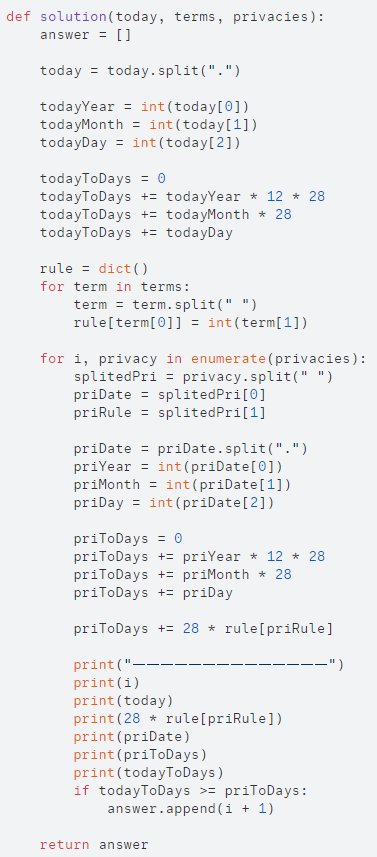 def solution(today, terms, privacies):
    answer = []

    today = today.split(".")

    todayYear = int(today[0])
    todayMonth = int(today[1])
    todayDay = int(today[2])

    todayToDays = 0
    todayToDays += todayYear * 12 * 28
    todayToDays += todayMonth * 28
    todayToDays += todayDay

    rule = dict()
    for term in terms:
        term = term.split(" ")
        rule[term[0]] = int(term[1])

    for i, privacy in enumerate(privacies):
        splitedPri = privacy.split(" ")
        priDate = splitedPri[0]
        priRule = splitedPri[1]

        priDate = priDate.split(".")
        priYear = int(priDate[0])
        priMonth = int(priDate[1])
        priDay = int(priDate[2])

        priToDays = 0
        priToDays += priYear * 12 * 28
        priToDays += priMonth * 28
        priToDays += priDay

        priToDays += 28 * rule[priRule]

        print("ㅡㅡㅡㅡㅡㅡㅡㅡㅡㅡㅡㅡㅡㅡ")
        print(i)
        print(today)
        print(28 * rule[priRule])
        print(priDate)
        print(priToDays)
        print(todayToDays)
        if todayToDays >= priToDays:
            answer.append(i + 1)

    return answer